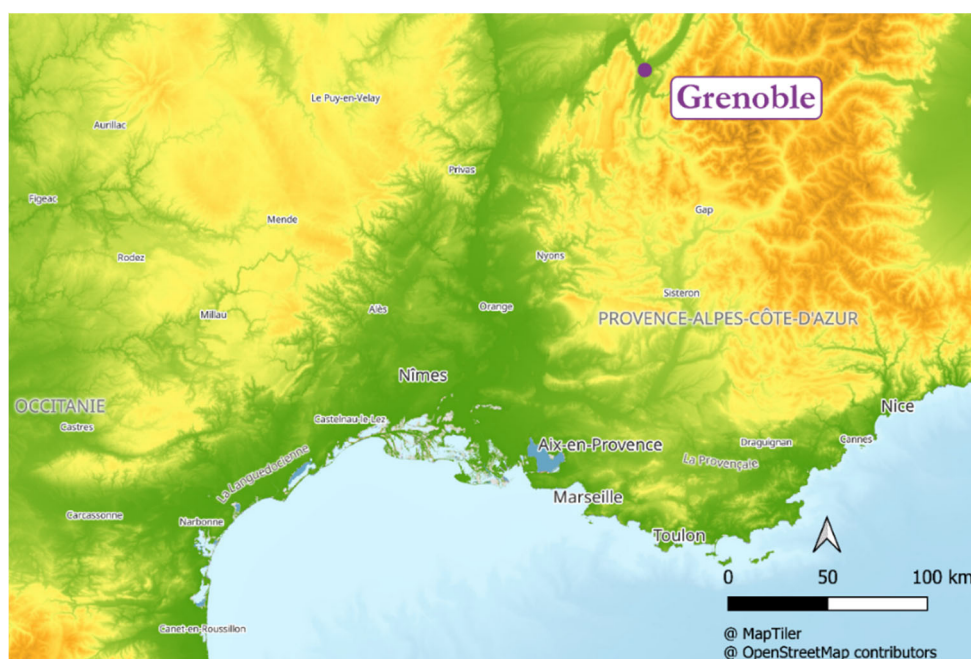 Grenoble
Le Puy-en-Velay
Aurillac
Privas
Figeac
Mende
Gap
Rodez
Nyons
Sisteron
Millau
Alès
Orange
PROVENCE-ALPES-CÔTE-D'AZUR
Nîmes
OCCITANIE
Nice
Castres
Castelnau-le-Lez
Aix-en-Provence
Draguignan
Cannes
La Languedocienne
La Provençale
Marseille
Carcassonne
Narbonne
Toulon
0 50 100 km
Canet-en-Roussillon
@ MapTiler
@ OpenStreetMap contributors